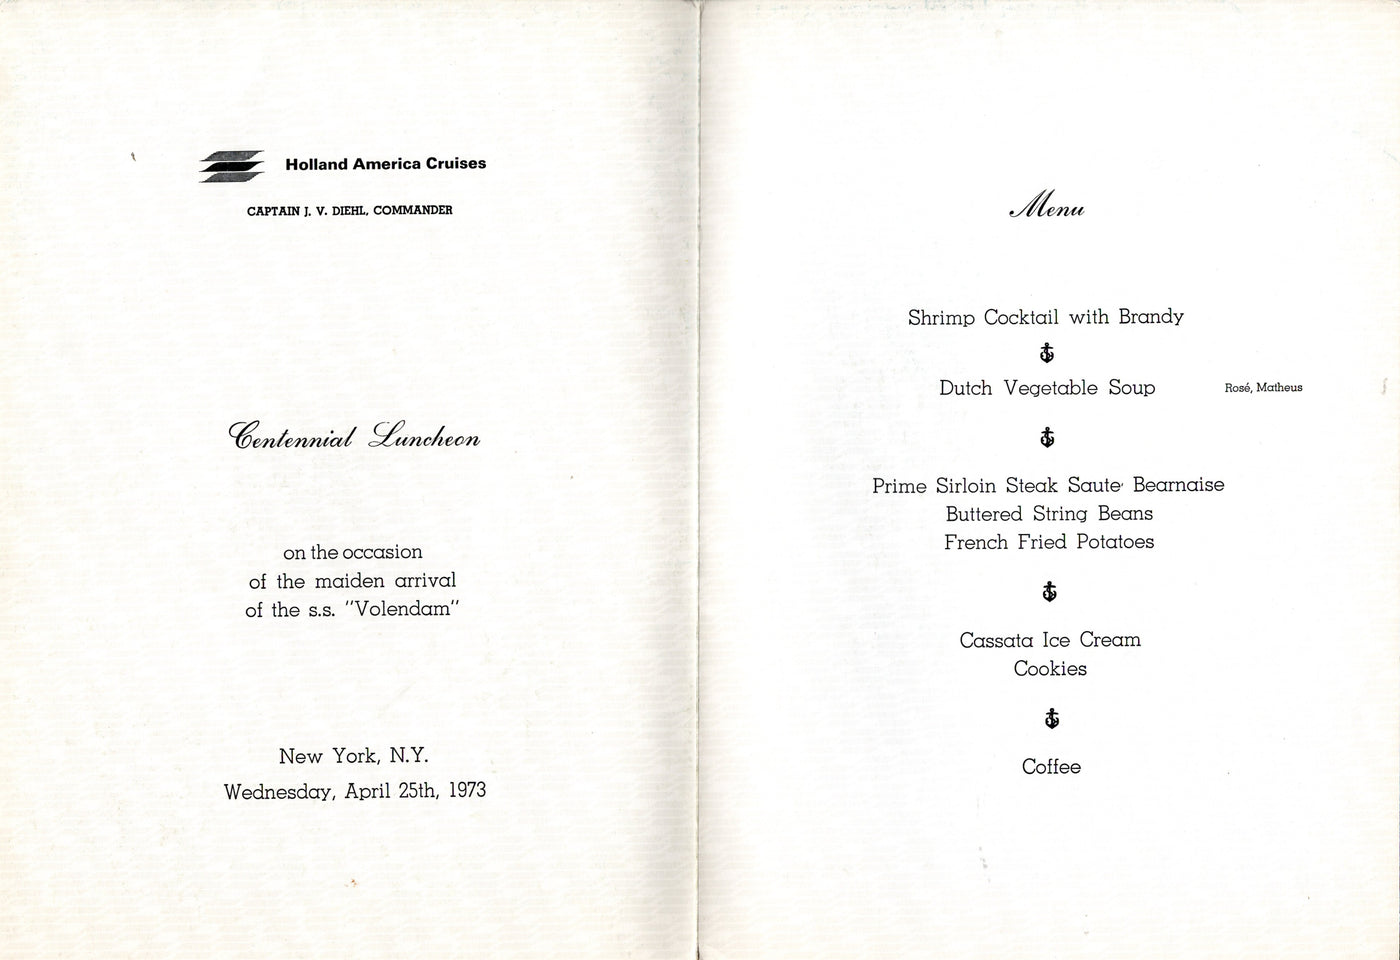 Holland America Cruises
CAPTAIN J. V. DIEHL, COMMANDER
Centennial Luncheon
on the occasion
of the maiden arrival
of the s.s. "Volendam"
New York, N.Y.
Wednesday, April 25th, 1973
Menu
Shrimp Cocktail with Brandy
Dutch Vegetable Soup
Rosé, Matheus
Prime Sirloin Steak Saute' Bearnaise
Buttered String Beans
French Fried Potatoes
Cassata Ice Cream
Cookies
Coffee